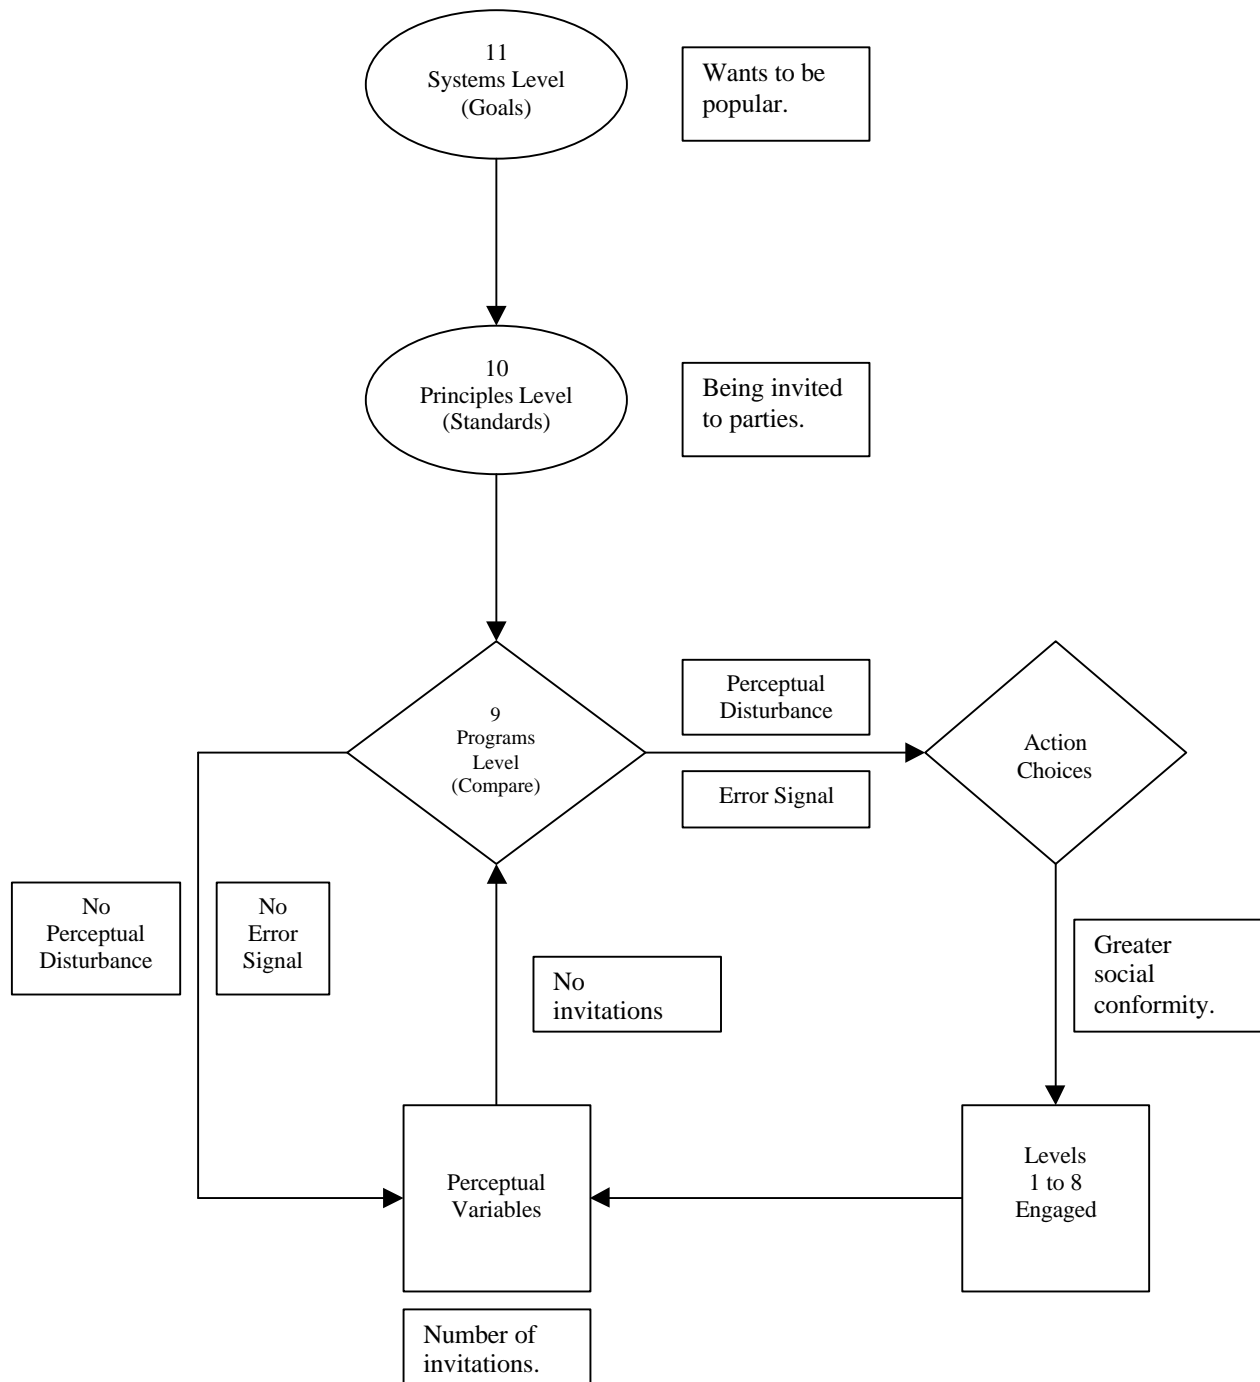 11
Systems Level
(Goals)
Wants to be
popular.
10
Principles Level
(Standards)
Being invited
to parties.
9
Programs
Level
(Compare)
Perceptual
Disturbance
Error Signal
Action
Choices
No
Perceptual
Disturbance
No
Error
Signal
No
invitations
Greater
social
conformity.
Perceptual
Variables
Levels
1 to 8
Engaged
Number of
invitations.